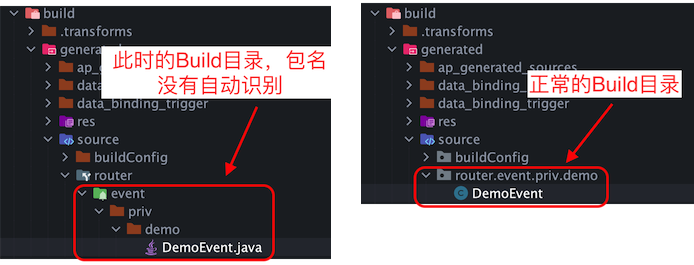 build
.transforms
generated
ap_ge
data_
data_binding_trigger
res
source
buildConfig
router
event
priv
demo
DemoEvent.java
此时的Build目录，包名
没有自动识别
build
.transforms
generated
ap_generated_sources
data_binding_
data_binding_trigger
res
source
buildConfig
router.event.priv.demo
DemoEvent
正常的Build目录